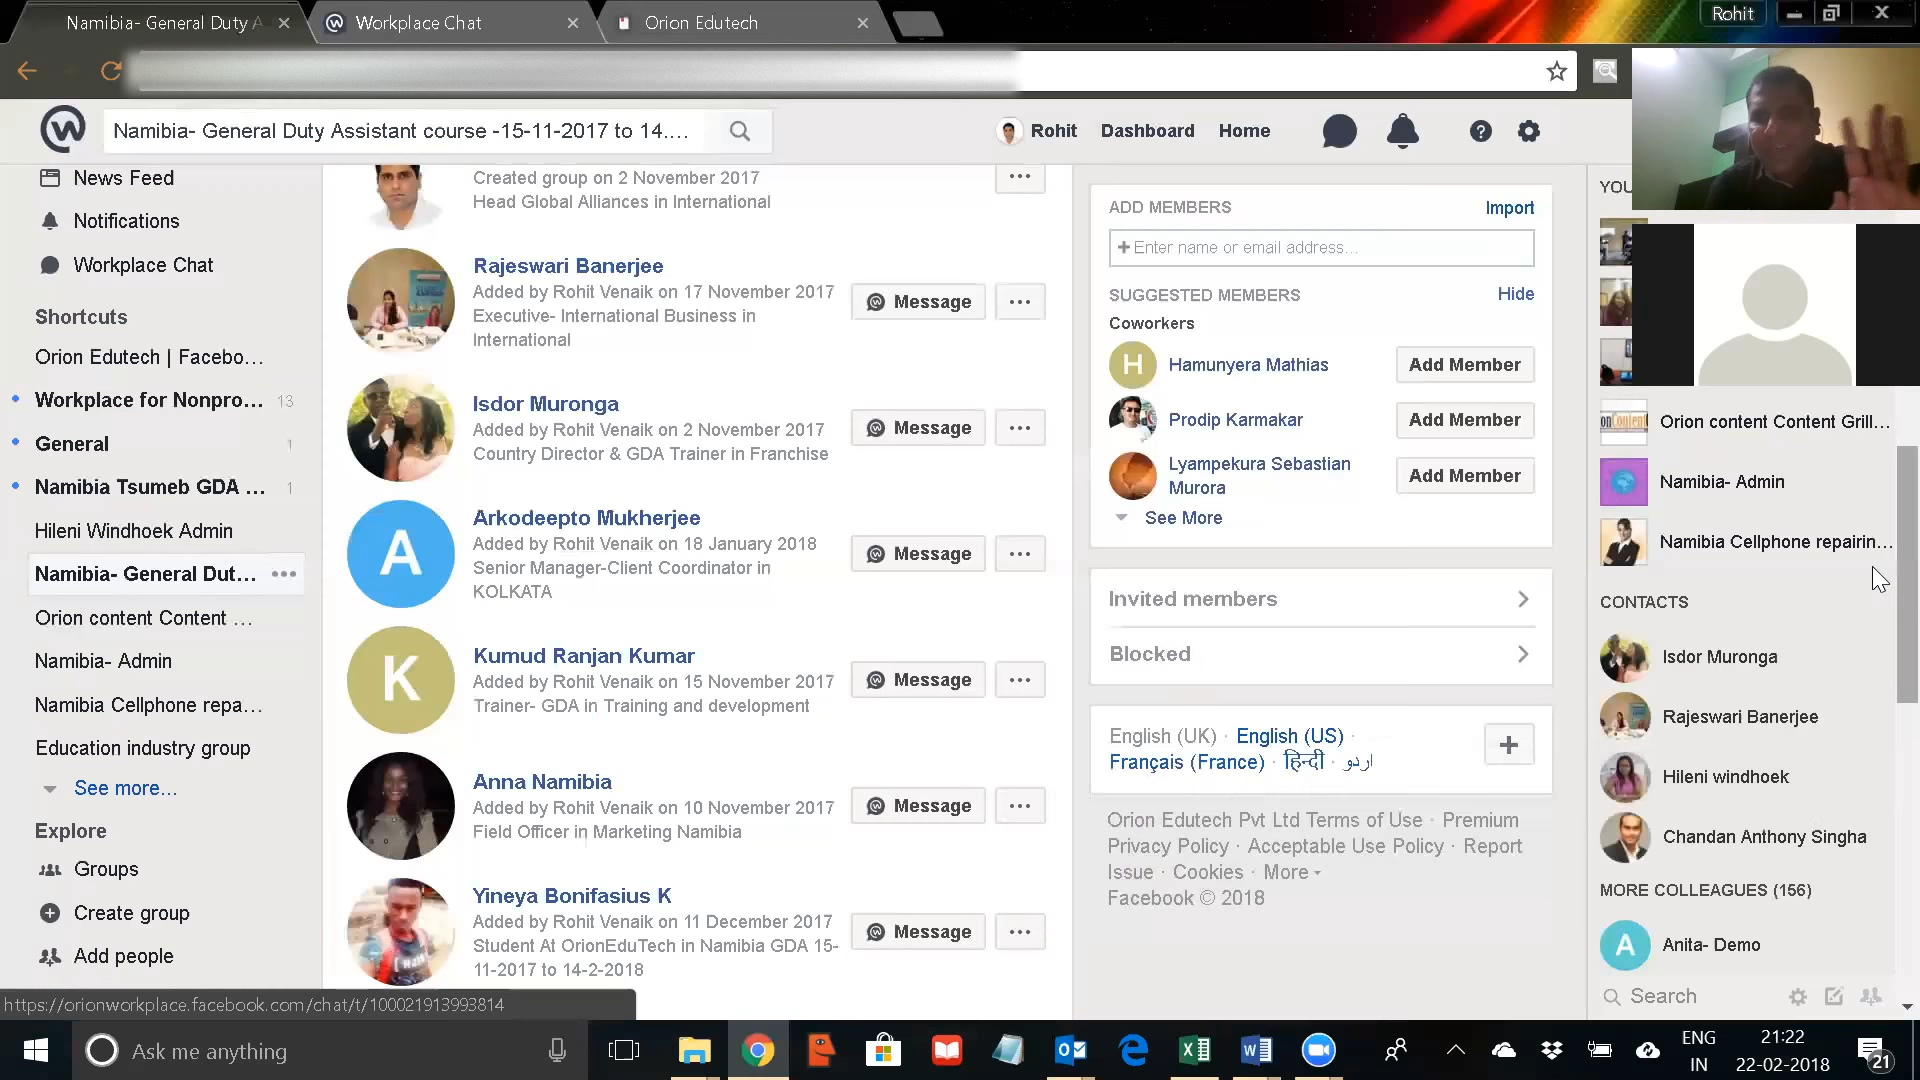 Namibia- General Duty A
Workplace Chat
Orion Edutech
Rohit
Namibia- General Duty Assistant course -15-11-2017 to 14....
Rohit
Dashboard
Home
News Feed
Notifications
Workplace Chat
Shortcuts
Orion Edutech | Facebo...
Workplace for Nonpro... 13
General 1
Namibia Tsumeb GDA ... 1
Hileni Windhoek Admin
Namibia- General Dut...
Orion content Content ...
Namibia- Admin
Namibia Cellphone repa...
Education industry group
See more...
Explore
Groups
Create group
Add people
Created group on 2 November 2017
Head Global Alliances in International
Rajeswari Banerjee
Added by Rohit Venaik on 17 November 2017
Executive- International Business in
International
Message
Isdor Muronga
Added by Rohit Venaik on 2 November 2017
Country Director & GDA Trainer in Franchise
Message
A
Arkodeepto Mukherjee
Added by Rohit Venaik on 18 January 2018
Senior Manager-Client Coordinator in
KOLKATA
Message
K
Kumud Ranjan Kumar
Added by Rohit Venaik on 15 November 2017
Trainer- GDA in Training and development
Message
Anna Namibia
Added by Rohit Venaik on 10 November 2017
Field Officer in Marketing Namibia
Message
Yineya Bonifasius K
Added by Rohit Venaik on 11 December 2017
Student At OrionEduTech in Namibia GDA 15-
11-2017 to 14-2-2018
Message
ADD MEMBERS
Import
+ Enter name or email address...
SUGGESTED MEMBERS
Hide
Coworkers
H
Hamunyera Mathias
Add Member
Prodip Karmakar
Add Member
Lyampekura Sebastian
Murora
Add Member
See More
Invited members
Blocked
English (UK) · English (US) ·
Français (France) · हिन्दी · اردو
Orion Edutech Pvt Ltd Terms of Use · Premium
Privacy Policy · Acceptable Use Policy · Report
Issue · Cookies · More
Facebook © 2018
YOU
Orion content Content Grill...
Namibia- Admin
Namibia Cellphone repairin...
CONTACTS
Isdor Muronga
Rajeswari Banerjee
Hileni windhoek
Chandan Anthony Singha
MORE COLLEAGUES (156)
A
Anita- Demo
Search
https://orionworkplace.facebook.com/chat/t/100021913993814
Ask me anything
ENG
IN
21:22
22-02-2018
21